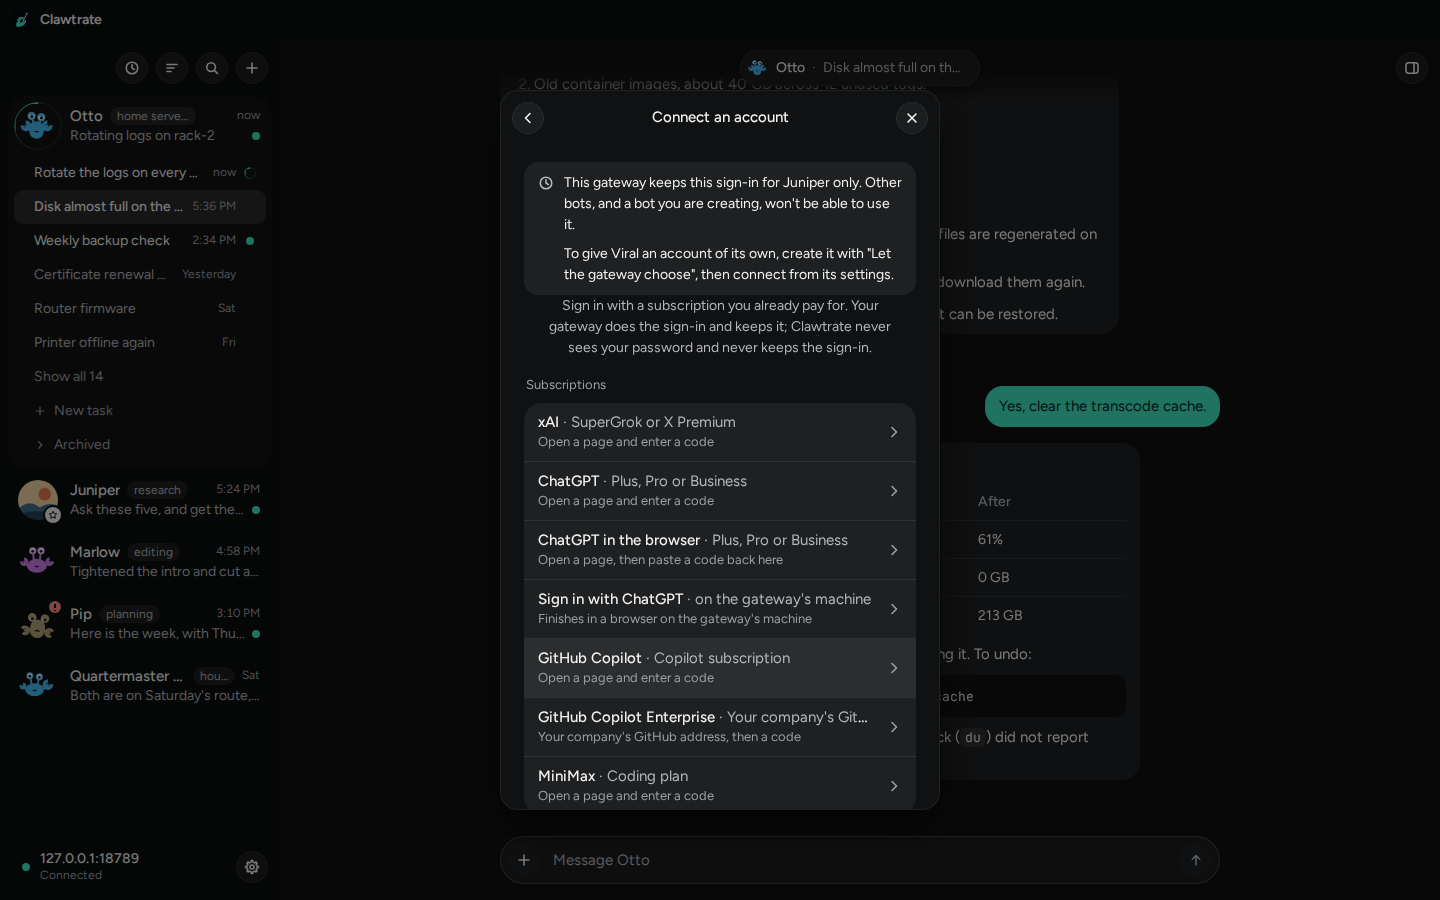 Clawtrate
Otto
home serve...
now
Rotating logs on rack-2
Rotate the logs on every ...
now
Disk almost full on the ...
5:36 PM
Weekly backup check
2:34 PM
Certificate renewal ...
Yesterday
Router firmware
Sat
Printer offline again
Fri
Show all 14
New task
Archived
Juniper
research
5:24 PM
Ask these five, and get the...
Marlow
editing
4:58 PM
Tightened the intro and cut a...
Pip
planning
3:10 PM
Here is the week, with Thu...
Quartermaster ...
hou...
Sat
Both are on Saturday's route,...
127.0.0.1:18789
Connected
Otto · Disk almost full on th...
2. Old container images, about 40 GB across 12 unused tags.
Connect an account
This gateway keeps this sign-in for Juniper only. Other
bots, and a bot you are creating, won't be able to use
it.
To give Viral an account of its own, create it with "Let
the gateway choose", then connect from its settings.
Sign in with a subscription you already pay for. Your
gateway does the sign-in and keeps it; Clawtrate never
sees your password and never keeps the sign-in.
Subscriptions
xAI · SuperGrok or X Premium
Open a page and enter a code
ChatGPT · Plus, Pro or Business
Open a page and enter a code
ChatGPT in the browser · Plus, Pro or Business
Open a page, then paste a code back here
Sign in with ChatGPT · on the gateway's machine
Finishes in a browser on the gateway's machine
GitHub Copilot · Copilot subscription
Open a page and enter a code
GitHub Copilot Enterprise · Your company's Git...
Your company's GitHub address, then a code
MiniMax · Coding plan
Open a page and enter a code
files are regenerated on
download them again.
t can be restored.
Yes, clear the transcode cache.
After
61%
0 GB
213 GB
ng it. To undo:
cache
ck (du) did not report
Message Otto